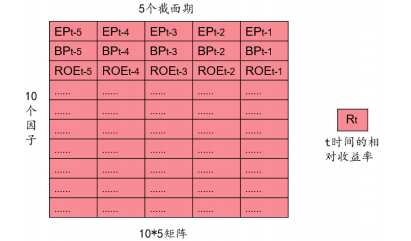 5个截面期
EPt-5 EPt-4 EPt-3 EPt-2 EPt-1
BPt-5 BPt-4 BPt-3 BPt-2 BPt-1
ROEt-5 ROEt-4 ROEt-3 ROEt-2 ROEt-1
...... ...... ...... ...... ......
...... ...... ...... ...... ......
...... ...... ...... ...... ......
...... ...... ...... ...... ......
...... ...... ...... ...... ......
...... ...... ...... ...... ......
...... ...... ...... ...... ......
10
个
因
子
Rt
t时间的相
对收益率
10*5矩阵